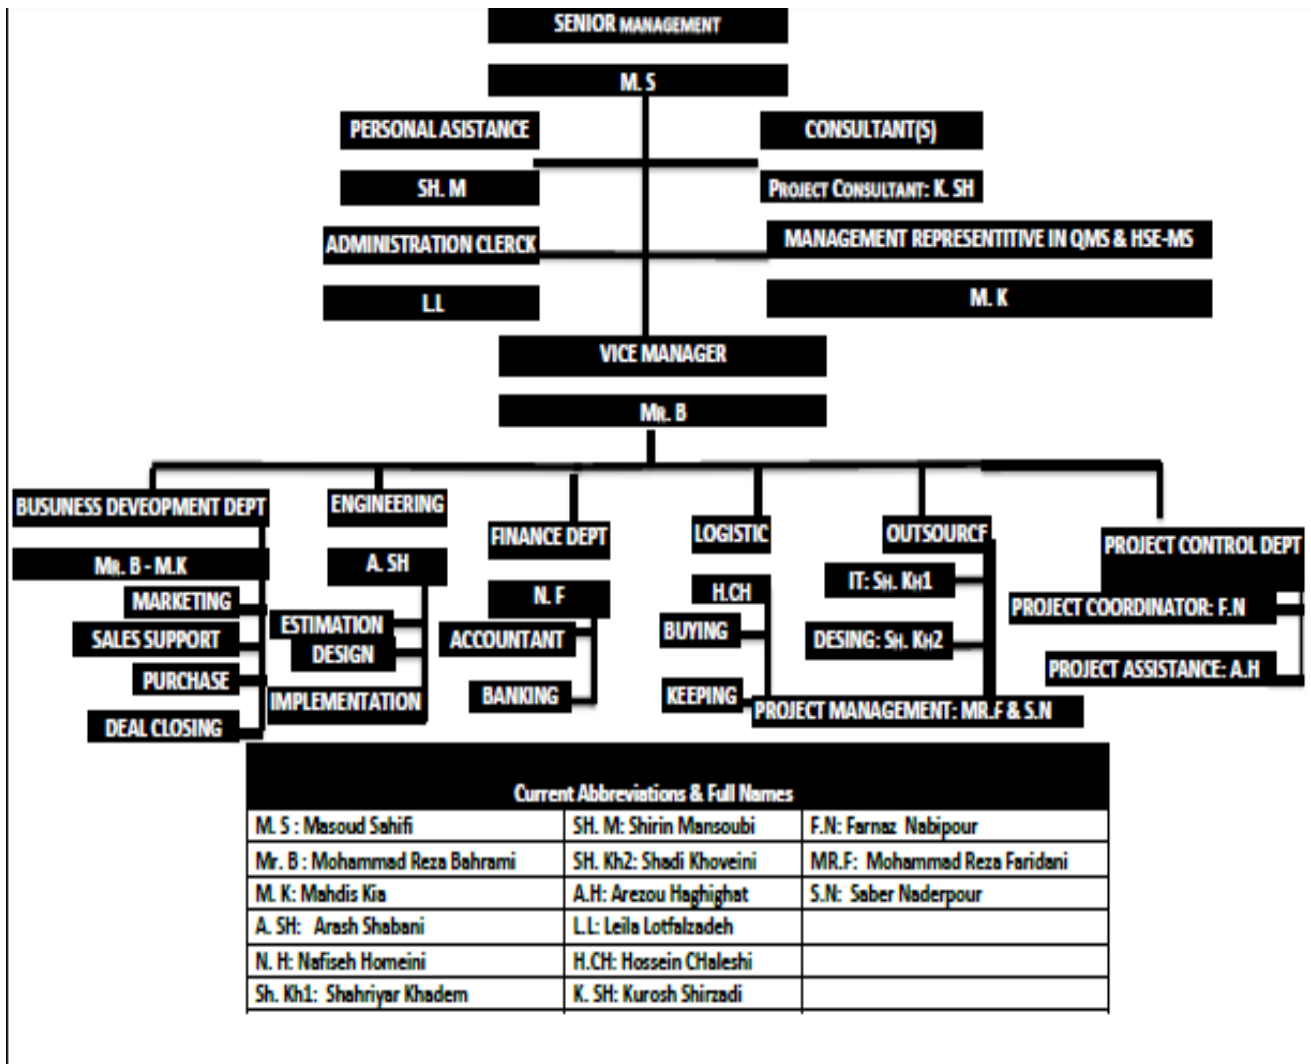 SENIOR MANAGEMENT
M. S
PERSONAL ASISTANCE
CONSULTANT(S)
SH. M
PROJECT CONSULTANT: K. SH
ADMINISTRATION CLERCK
MANAGEMENT REPRESENTITIVE IN QMS & HSE-MS
L.L
M. K
VICE MANAGER
MR. B
BUSUNESS DEVEOPMENT DEPT
MR. B - M.K
MARKETING
SALES SUPPORT
PURCHASE
DEAL CLOSING
ENGINEERING
A. SH
ESTIMATION
DESIGN
IMPLEMENTATION
FINANCE DEPT
N. F
ACCOUNTANT
BANKING
LOGISTIC
H.CH
BUYING
KEEPING
OUTSOURCE
IT: SH. KH1
DESING: SH. KH2
PROJECT MANAGEMENT: MR.F & S.N
PROJECT CONTROL DEPT
PROJECT COORDINATOR: F.N
PROJECT ASSISTANCE: A.H
Current Abbreviations & Full Names
M. S : Masoud Sahifi
SH. M: Shirin Mansoubi
F.N: Farnaz Nabipour
Mr. B : Mohammad Reza Bahrami
SH. Kh2: Shadi Khoveini
MR.F: Mohammad Reza Faridani
M. K: Mahdis Kia
A.H: Arezou Haghighat
S.N: Saber Naderpour
A. SH: Arash Shabani
L.L: Leila Lotfalzadeh
N. H: Nafiseh Homeini
H.CH: Hossein CHaleshi
Sh. Kh1: Shahriyar Khadem
K. SH: Kurosh Shirzadi